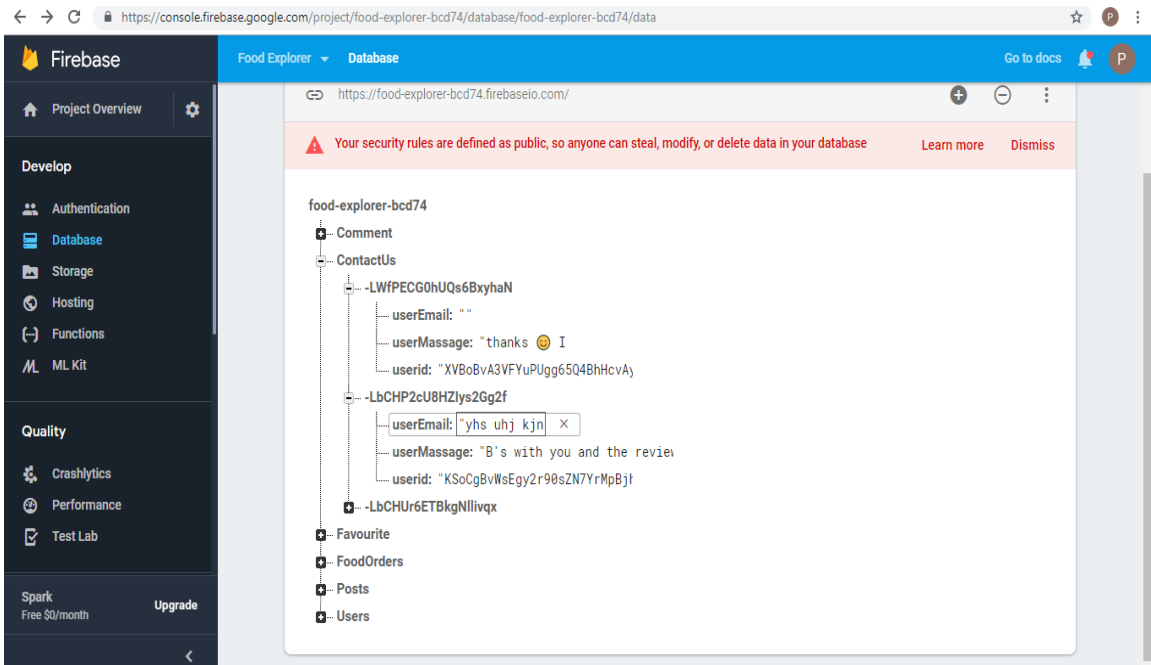 https://console.firebase.google.com/project/food-explorer-bcd74/database/food-explorer-bcd74/data
P
Firebase
Food Explorer
Database
Go to docs
P
Project Overview
https://food-explorer-bcd74.firebaseio.com/
Your security rules are defined as public, so anyone can steal, modify, or delete data in your database
Learn more
Dismiss
Develop
Authentication
Database
Storage
Hosting
Functions
ML Kit
Quality
Crashlytics
Performance
Test Lab
Spark
Free $0/month
Upgrade
food-explorer-bcd74
Comment
ContactUs
-LWfPECG0hUQs6BxyhaN
userEmail: ""
userMassage: "thanks 😊 I
userid: "XVBoBvA3VFYuPUgg65Q4BhHcvAy
-LbCHP2cU8HZIys2Gg2f
userEmail: "yhs uhj kjn
userMassage: "B's with you and the review
userid: "KSoCgBvWsEgy2r90sZN7YrMpBjh
-LbCHUr6ETBkgNllivqx
Favourite
FoodOrders
Posts
Users